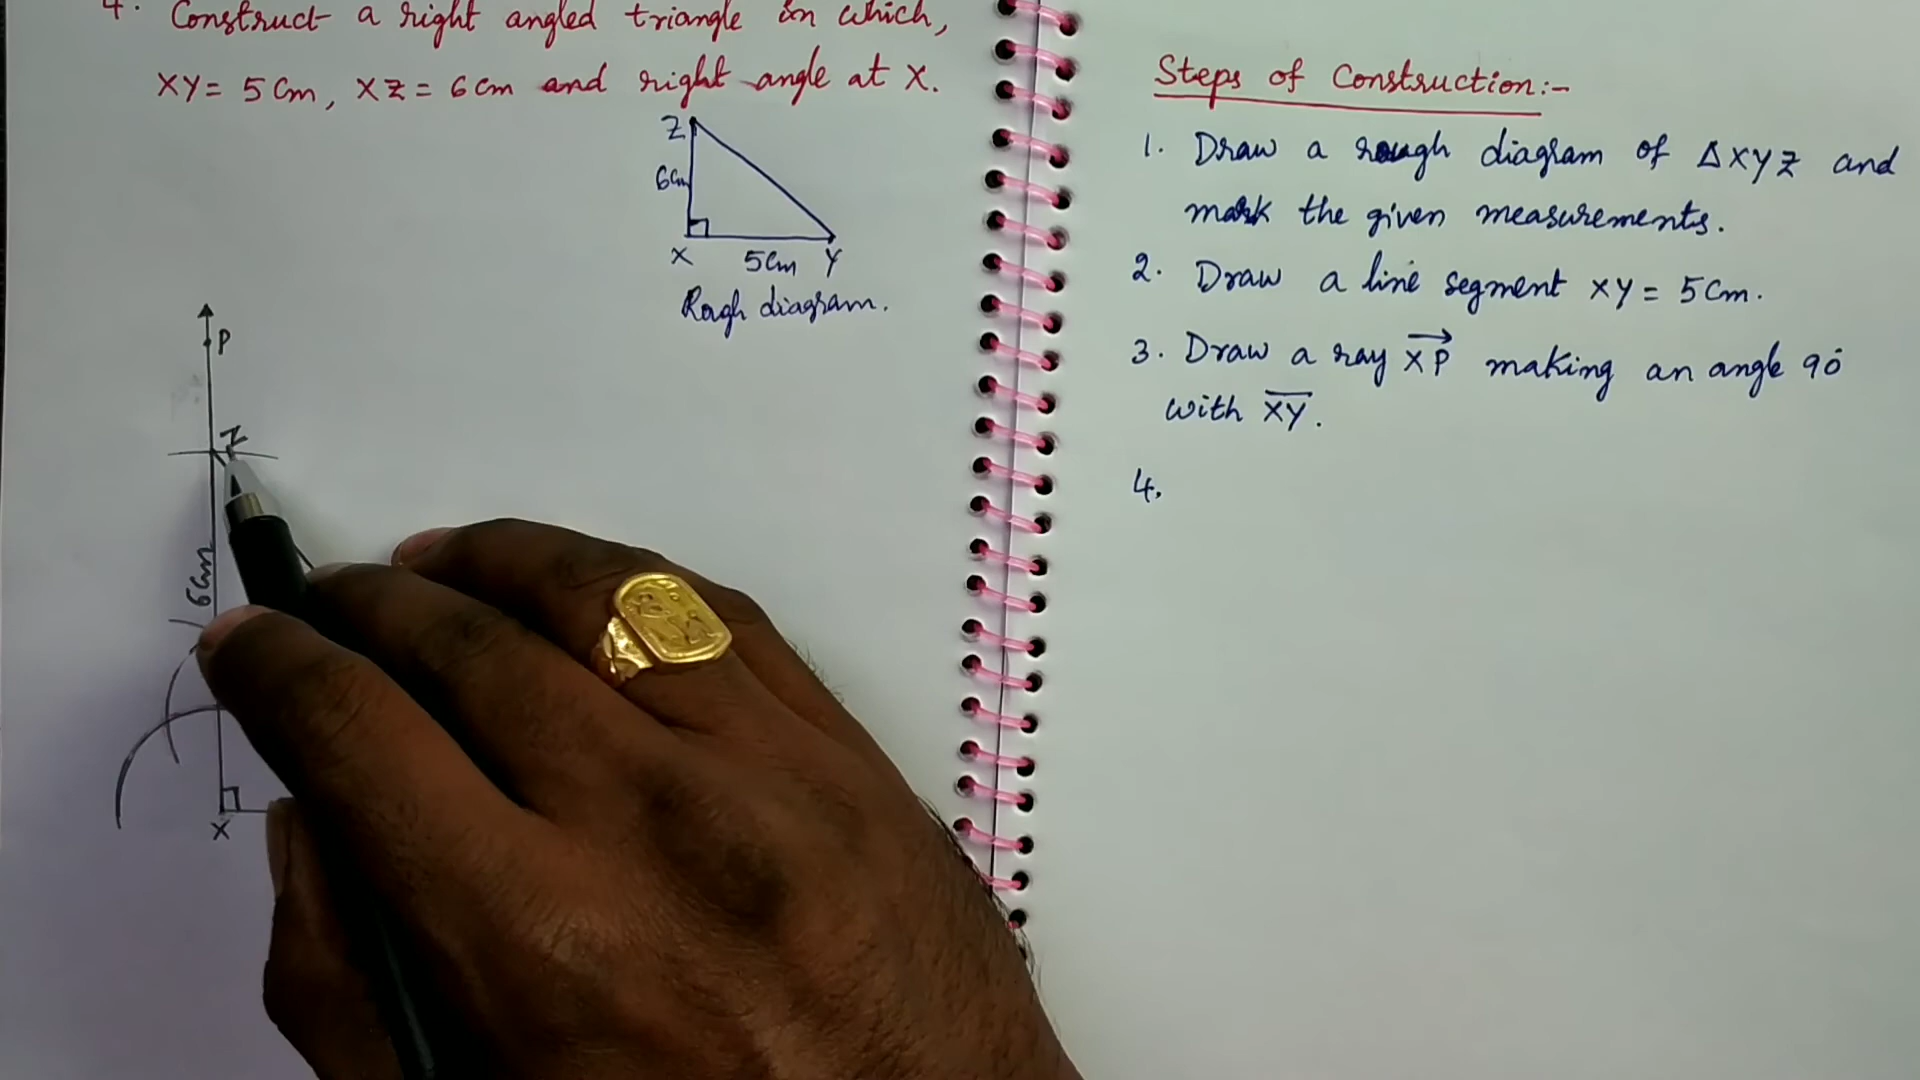 4. Construct a right angled triangle in which,
XY = 5 Cm, XZ = 6 Cm and right angle at X.
Z
6Cm
X 5Cm Y
Rough diagram.
P
Z
6Cm
X
Steps of Construction:-
1. Draw a rough diagram of ΔXYZ and
mark the given measurements.
2. Draw a line segment XY = 5 Cm.
3. Draw a ray \overrightarrow{XP} making an angle 90°
with \overline{XY}.
4.